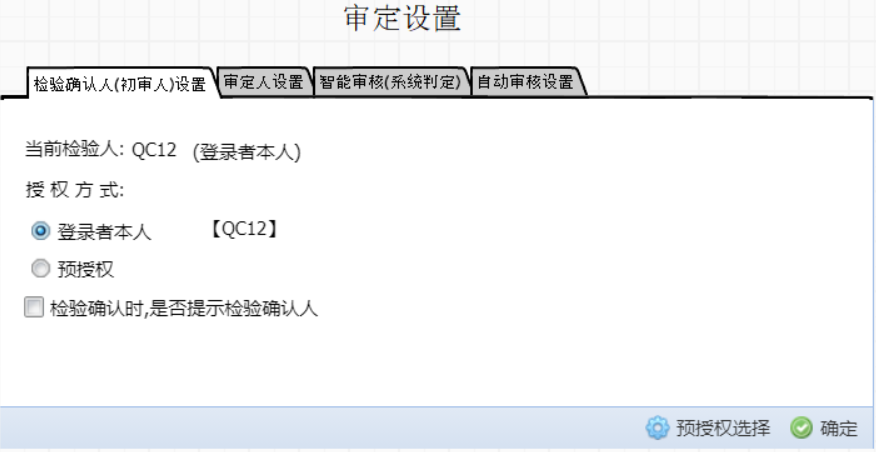 审定设置
检验确认人(初审人)设置 审定人设置 智能审核(系统判定) 自动审核设置
当前检验人: QC12 (登录者本人)
授 权 方 式:
登录者本人 【QC12】
预授权
检验确认时,是否提示检验确认人
预授权选择 确定